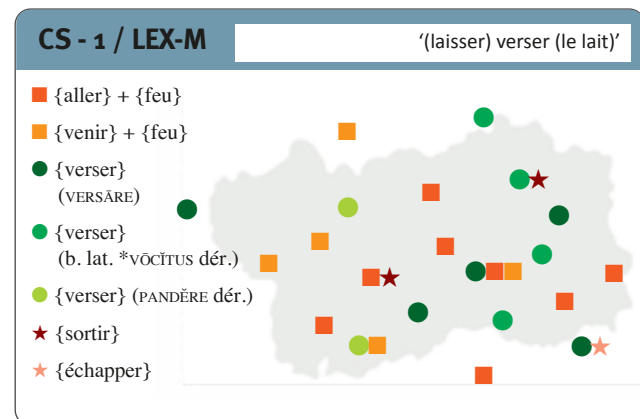 CS - 1 / LEX-M
‘(laisser) verser (le lait)’
{aller} + {feu}
{venir} + {feu}
{verser}
(VERSĀRE)
{verser}
(b. lat. *VŎCĬTUS dér.)
{verser} (PANDĔRE dér.)
{sortir}
{échapper}